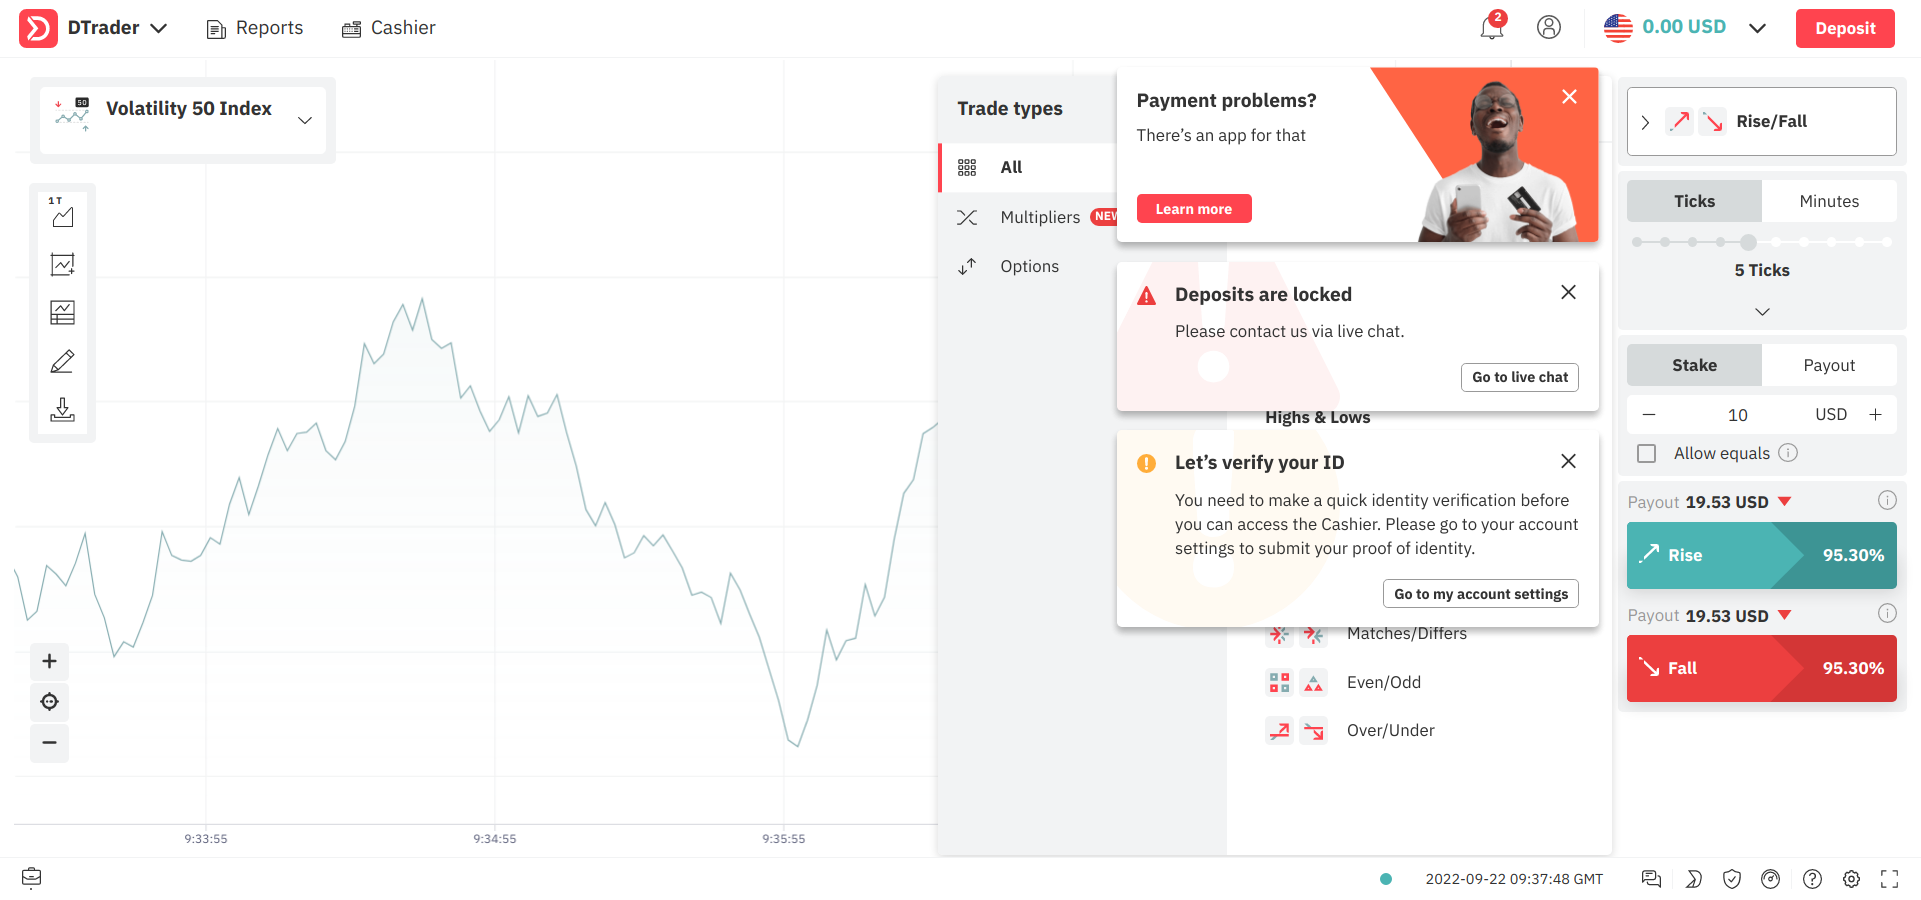 DTrader
Reports
Cashier
2
0.00 USD
Deposit
50
Volatility 50 Index
1 T
Trade types
All
Multipliers
Options
Payment problems?
There's an app for that
Learn more
Deposits are locked
Please contact us via live chat.
Go to live chat
Highs & Lows
Let's verify your ID
You need to make a quick identity verification before
you can access the Cashier. Please go to your account
settings to submit your proof of identity.
Go to my account settings
Matches/Differs
Even/Odd
Over/Under
Rise/Fall
Ticks
Minutes
5 Ticks
Stake
Payout
10
USD
Allow equals
Payout 19.53 USD
Rise
95.30%
Payout 19.53 USD
Fall
95.30%
9:33:55
9:34:55
9:35:55
2022-09-22 09:37:48 GMT